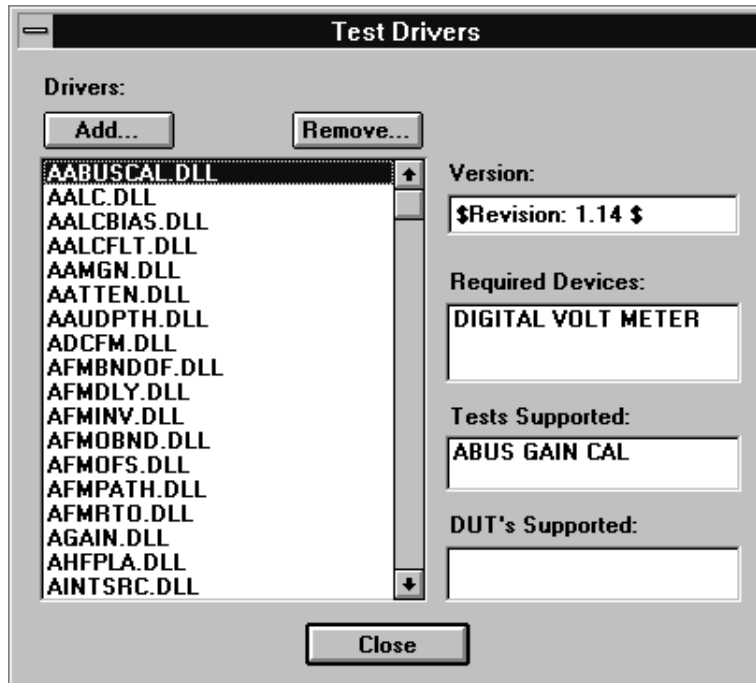 Test Drivers
Drivers:
Add...
Remove...
AABUSCAL.DLL
AALC.DLL
AALCBIAS.DLL
AALCFLT.DLL
AAMGN.DLL
AATTEN.DLL
AAUDPTH.DLL
ADCFM.DLL
AFMBNDOF.DLL
AFMDLY.DLL
AFMINV.DLL
AFMOBND.DLL
AFMOFS.DLL
AFMPATH.DLL
AFMRTO.DLL
AGAIN.DLL
AHFPLA.DLL
AINTSRC.DLL
Version:
$Revision: 1.14 $
Required Devices:
DIGITAL VOLT METER
Tests Supported:
ABUS GAIN CAL
DUT's Supported:
Close